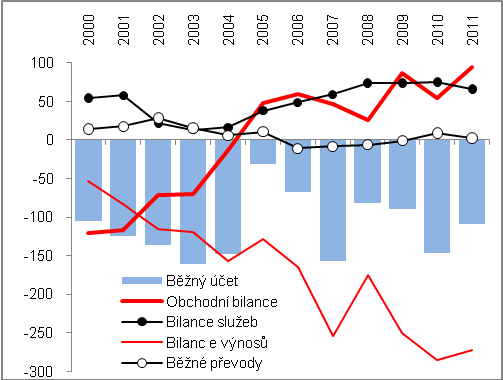 2000 2001 2002 2003 2004 2005 2006 2007 2008 2009 2010 2011
100
50
0
-50
-100
-150
-200
-250
-300
Běžný účet
Obchodní bilance
Bilance služeb
Bilanc e výnosů
Běžné převody